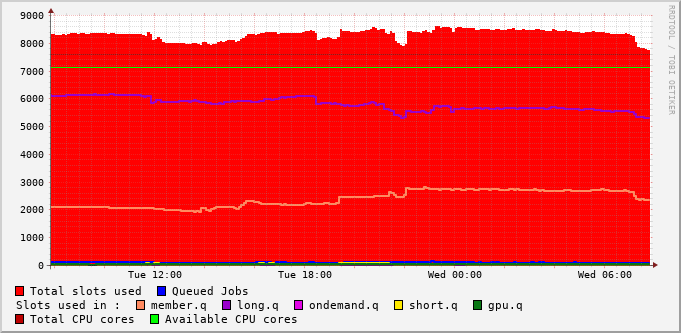 9000
8000
7000
6000
5000
4000
3000
2000
1000
0
Tue 12:00 Tue 18:00 Wed 00:00 Wed 06:00
RRDTOOL / TOBI OETIKER
Total slots used Queued Jobs
Slots used in : member.q long.q ondemand.q short.q gpu.q
Total CPU cores Available CPU cores